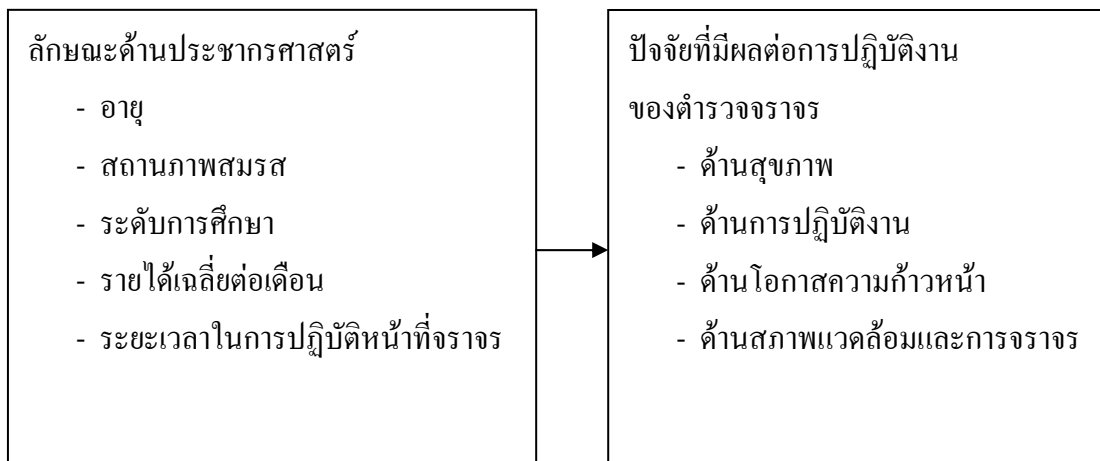 ลักษณะด้านประชากรศาสตร์
- อายุ
- สถานภาพสมรส
- ระดับการศึกษา
- รายได้เฉลี่ยต่อเดือน
- ระยะเวลาในการปฏิบัติหน้าที่จราจร
ปัจจัยที่มีผลต่อการปฏิบัติงาน
ของตำรวจจราจร
- ด้านสุขภาพ
- ด้านการปฏิบัติงาน
- ด้านโอกาสความก้าวหน้า
- ด้านสภาพแวดล้อมและการจราจร